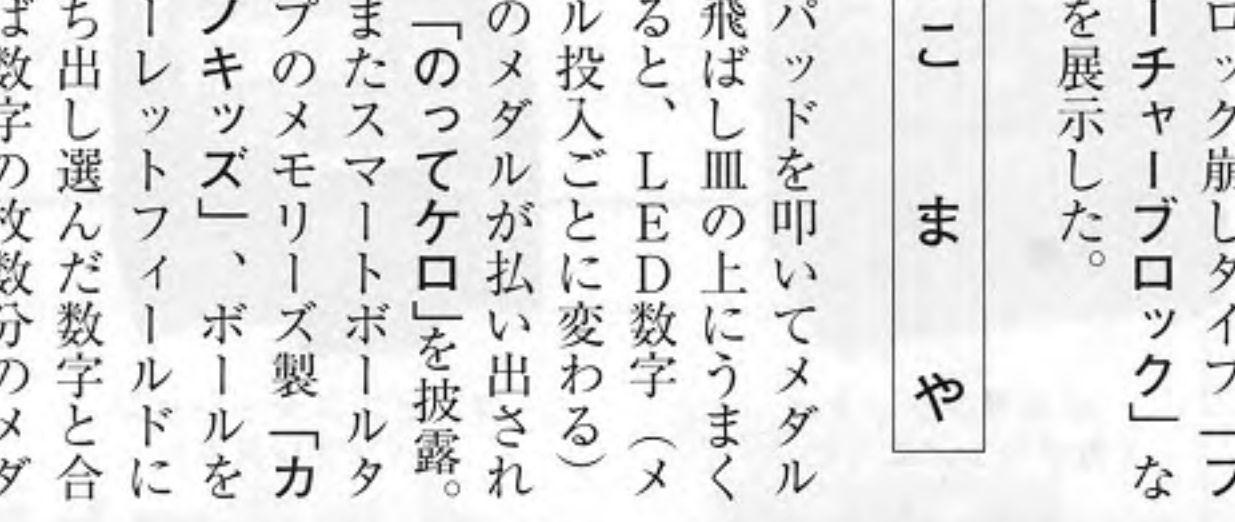 ロック崩しタイプ「フ
ーチャーブロック」な
を展示した。
こまや
パッドを叩いてメダル
飛ばし皿の上にうまく
ると、LED数字（メ
ル投入ごとに変わる）
のメダルが払い出され
「のってケロ」を披露。
またスマートボールタ
プのメモリーズ製「カ
ノキッズ」、ボールを
ーレットフィールドに
ち出し選んだ数字と合
ば数字の枚数分のメダ